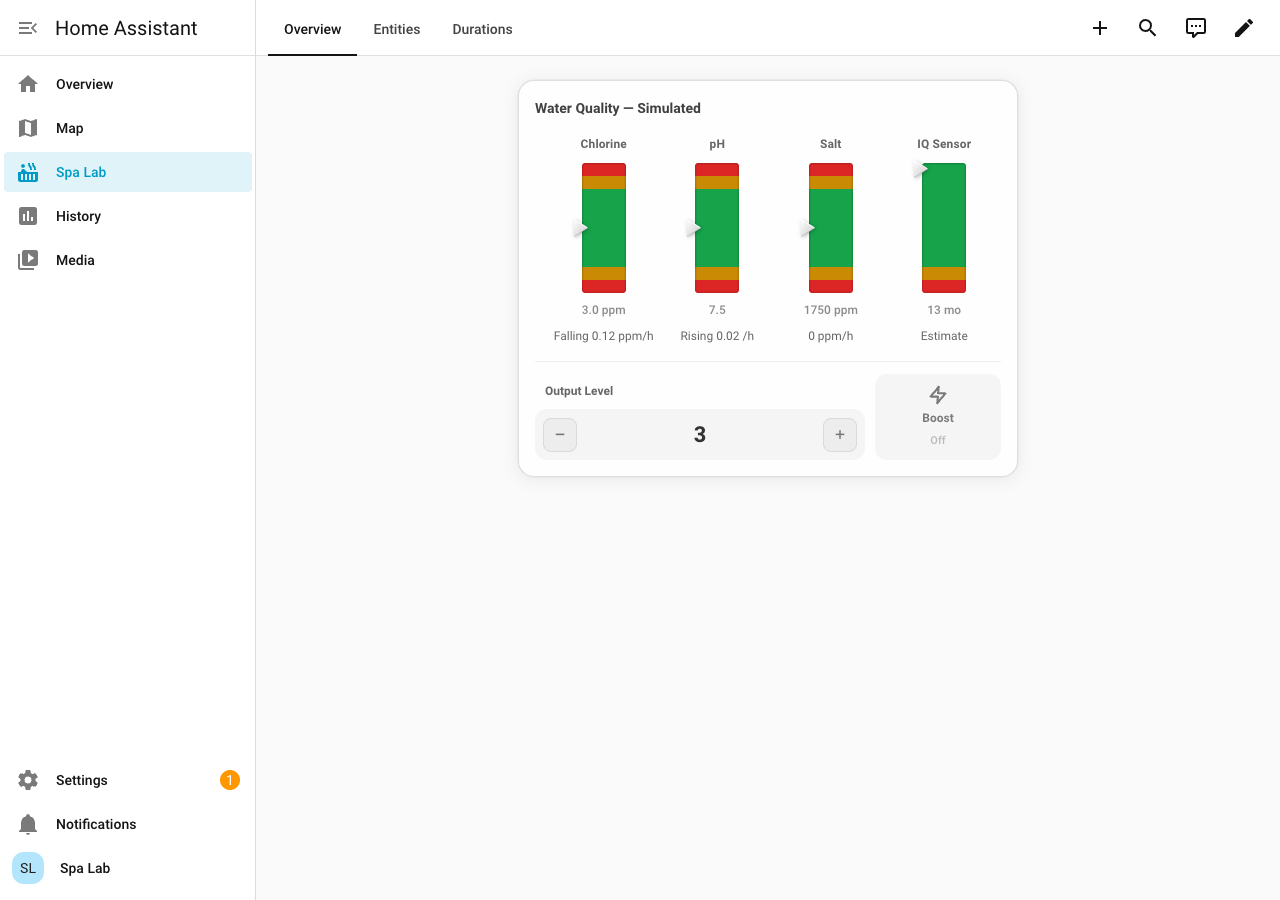 Home Assistant
Overview
Map
Spa Lab
History
Media
Settings
1
Notifications
SL
Spa Lab
Overview
Entities
Durations
Water Quality — Simulated
Chlorine
pH
Salt
IQ Sensor
3.0 ppm
7.5
1750 ppm
13 mo
Falling 0.12 ppm/h
Rising 0.02 /h
0 ppm/h
Estimate
Output Level
−
3
+
Boost
Off